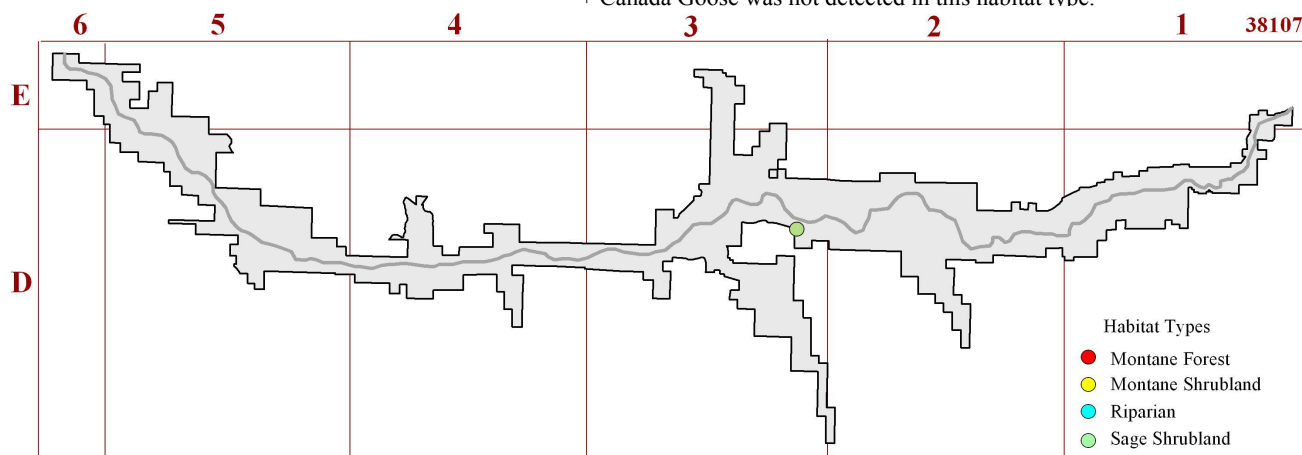 + Canada Goose was not detected in this habitat type.
6 5 4 3 2 1 38107
E
D
Habitat Types
Montane Forest
Montane Shrubland
Riparian
Sage Shrubland